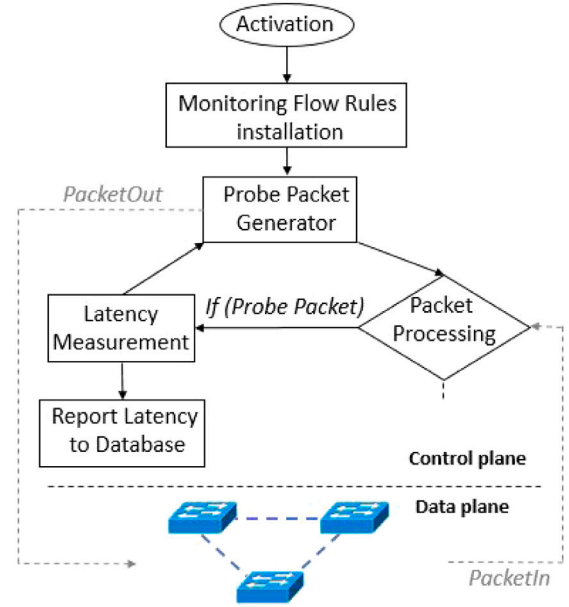 Activation
Monitoring Flow Rules
installation
PacketOut
Probe Packet
Generator
If (Probe Packet)
Latency
Measurement
Packet
Processing
Report Latency
to Database
Control plane
Data plane
PacketIn